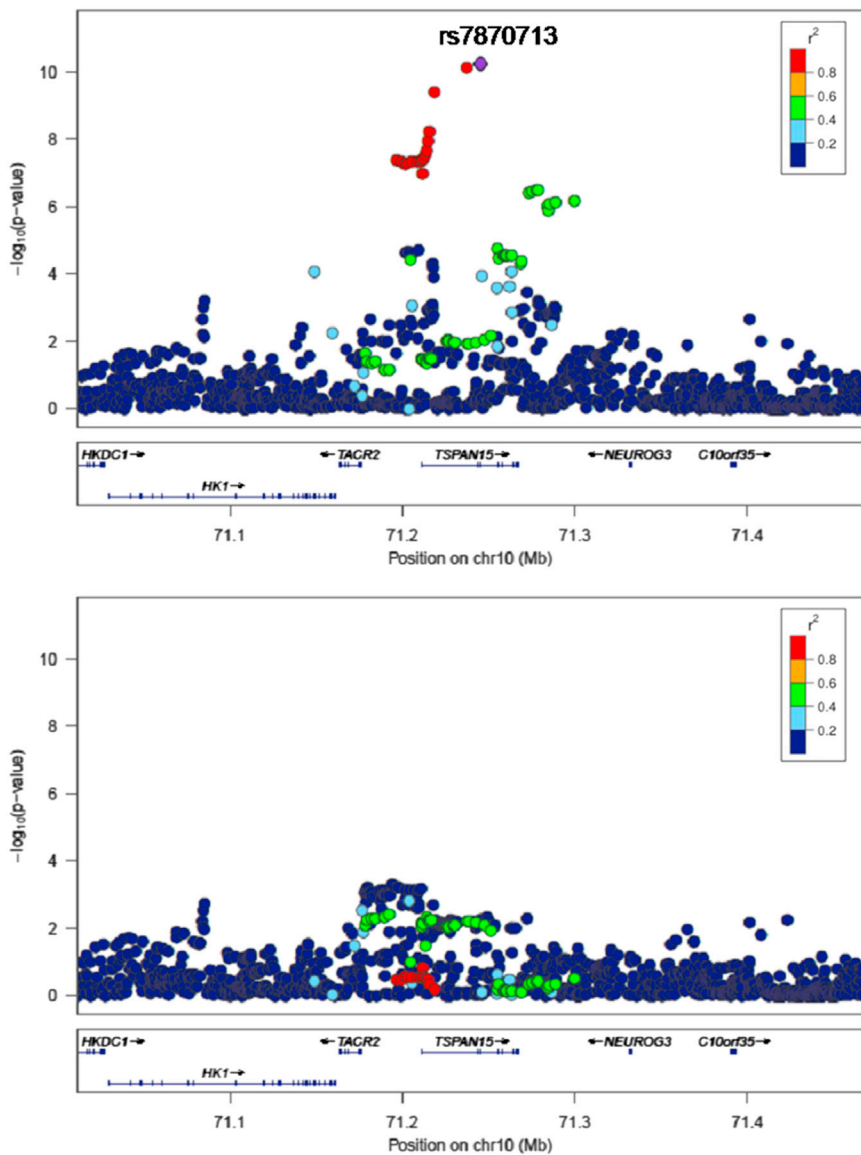 rs7870713
r²
0.8
0.6
0.4
0.2
10
8
6
4
2
0
−log₁₀(p-value)
HKDC1→ ←TACR2 TSPAN15→ ←NEUROG3 C10orf35→
HK1→
71.1 71.2 71.3 71.4
Position on chr10 (Mb)
r²
0.8
0.6
0.4
0.2
10
8
6
4
2
0
−log₁₀(p-value)
HKDC1→ ←TACR2 TSPAN15→ ←NEUROG3 C10orf35→
HK1→
71.1 71.2 71.3 71.4
Position on chr10 (Mb)